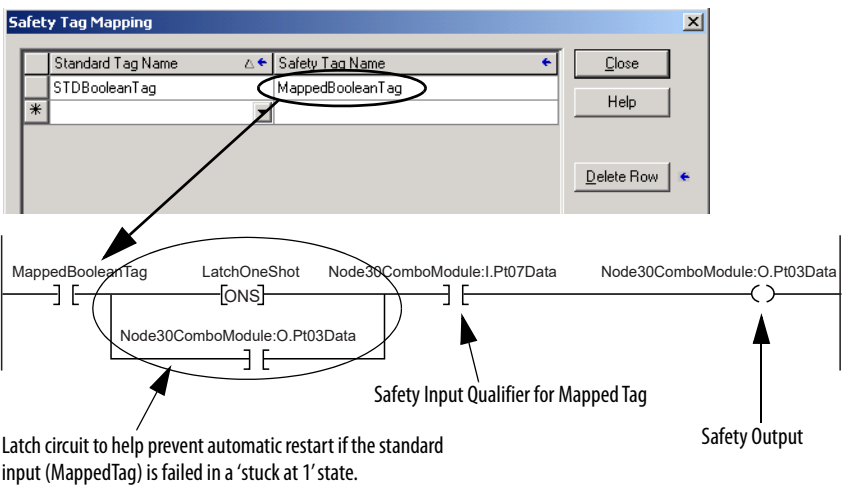 Safety Tag Mapping
Standard Tag Name Safety Tag Name
STDBooleanTag MappedBooleanTag
Close
Help
Delete Row
MappedBooleanTag LatchOneShot Node30ComboModule:I.Pt07Data Node30ComboModule:O.Pt03Data
ONS
Node30ComboModule:O.Pt03Data
Safety Input Qualifier for Mapped Tag
Safety Output
Latch circuit to help prevent automatic restart if the standard
input (MappedTag) is failed in a ‘stuck at 1’ state.